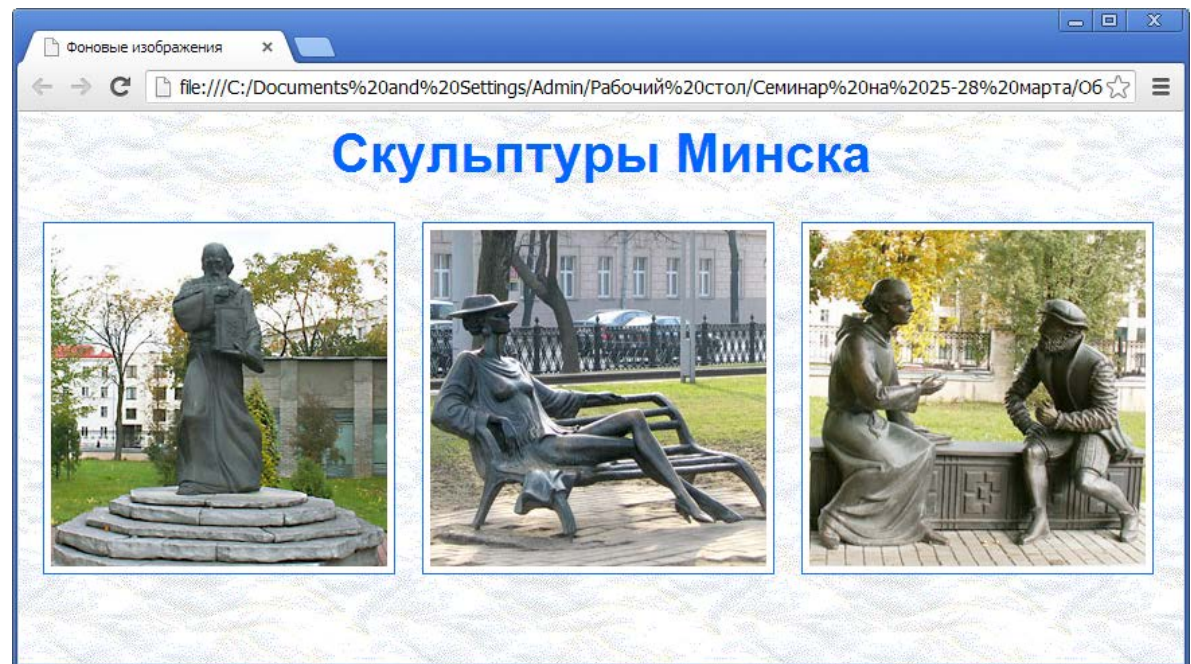 Фоновые изображения
file:///C:/Documents%20and%20Settings/Admin/Рабочий%20стол/Семинар%20на%2025-28%20марта/Об
Скульптуры Минска